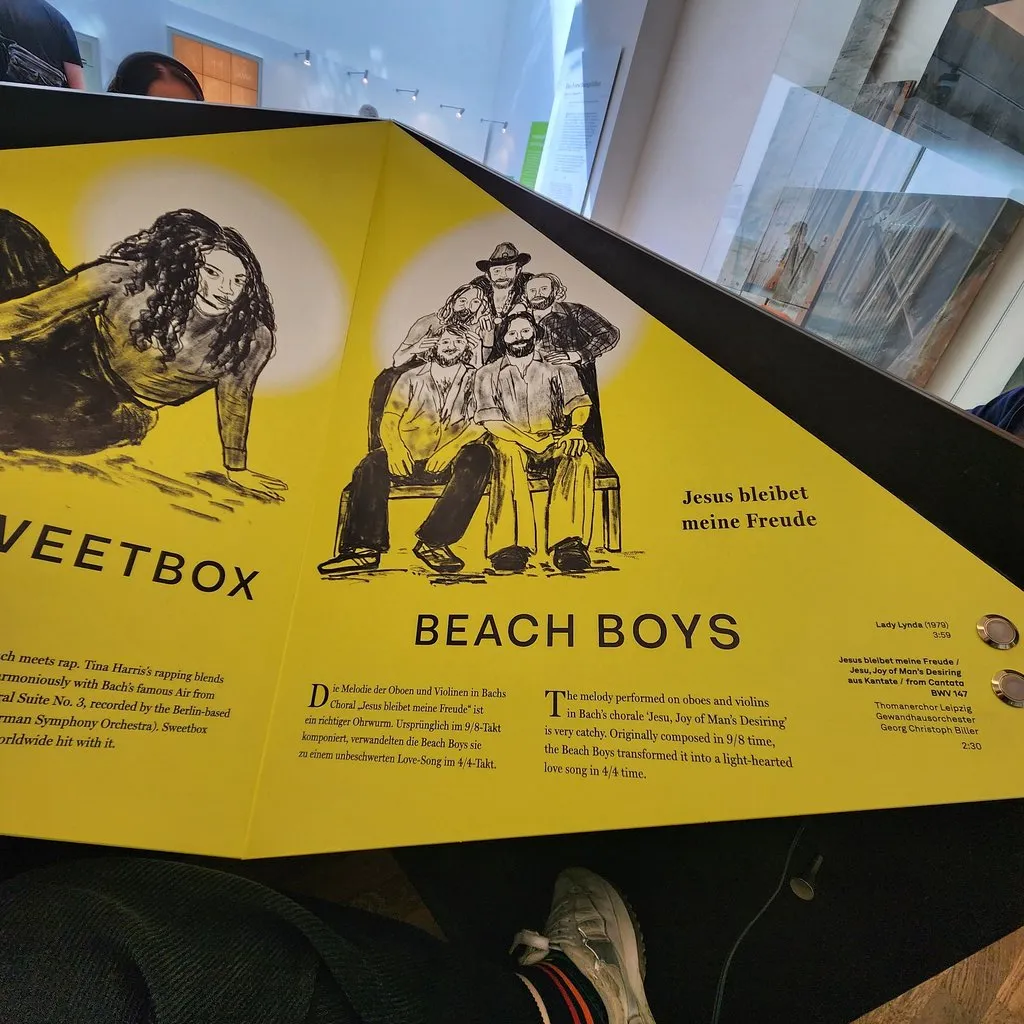 VEETBOX
ch meets rap. Tina Harris's rapping blends
rmoniously with Bach's famous Air from
ral Suite No. 3, recorded by the Berlin-based
rman Symphony Orchestra). Sweetbox
orldwide hit with it.
BEACH BOYS
Die Melodie der Oboen und Violinen in Bachs
Choral „Jesus bleibet meine Freude“ ist
ein richtiger Ohrwurm. Ursprünglich im 9/8-Takt
komponiert, verwandelten die Beach Boys sie
zu einem unbeschwerten Love-Song im 4/4-Takt.
The melody performed on oboes and violins
in Bach's chorale ‘Jesu, Joy of Man's Desiring’
is very catchy. Originally composed in 9/8 time,
the Beach Boys transformed it into a light-hearted
love song in 4/4 time.
Jesus bleibet
meine Freude
Lady Lynda (1979)
3:59
Jesus bleibet meine Freude /
Jesu, Joy of Man's Desiring
aus Kantate / from Cantata
BWV 147
Thomanerchor Leipzig
Gewandhausorchester
Georg Christoph Biller
2:30